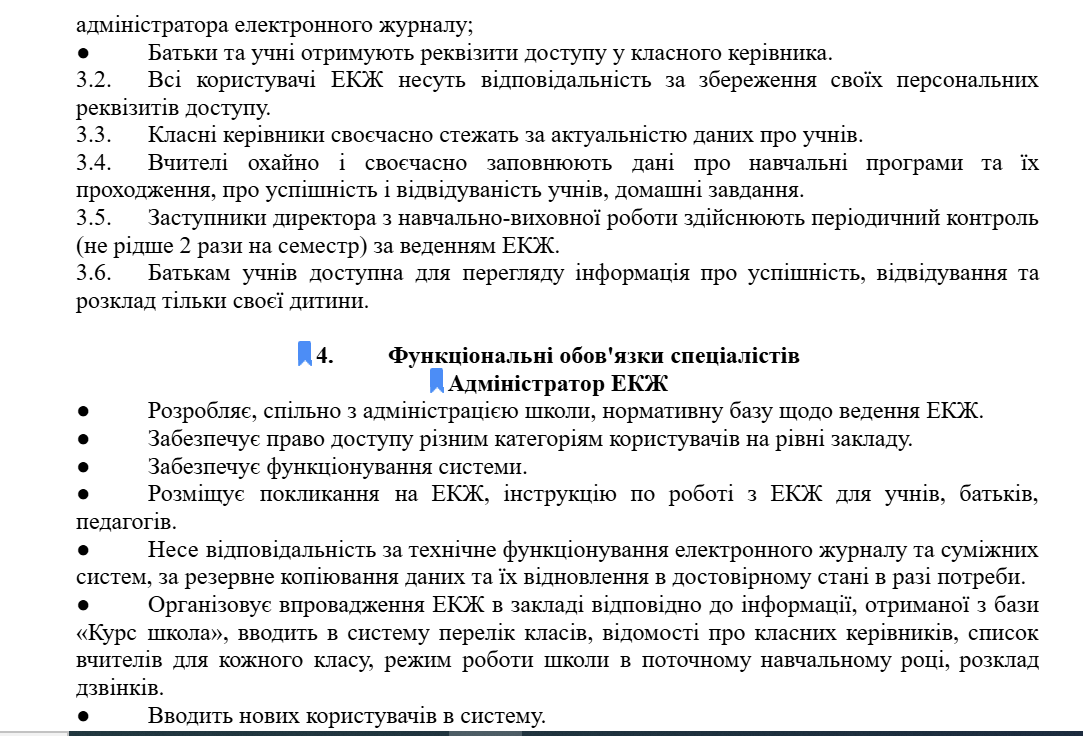 адміністратора електронного журналу;
● Батьки та учні отримують реквізити доступу у класного керівника.
3.2. Всі користувачі ЕКЖ несуть відповідальність за збереження своїх персональних
реквізитів доступу.
3.3. Класні керівники своєчасно стежать за актуальністю даних про учнів.
3.4. Вчителі охайно і своєчасно заповнюють дані про навчальні програми та їх
проходження, про успішність і відвідуваність учнів, домашні завдання.
3.5. Заступники директора з навчально-виховної роботи здійснюють періодичний контроль
(не рідше 2 рази на семестр) за веденням ЕКЖ.
3.6. Батькам учнів доступна для перегляду інформація про успішність, відвідування та
розклад тільки своєї дитини.
4. Функціональні обов'язки спеціалістів
Адміністратор ЕКЖ
● Розробляє, спільно з адміністрацією школи, нормативну базу щодо ведення ЕКЖ.
● Забезпечує право доступу різним категоріям користувачів на рівні закладу.
● Забезпечує функціонування системи.
● Розміщує покликання на ЕКЖ, інструкцію по роботі з ЕКЖ для учнів, батьків,
педагогів.
● Несе відповідальність за технічне функціонування електронного журналу та суміжних
систем, за резервне копіювання даних та їх відновлення в достовірному стані в разі потреби.
● Організовує впровадження ЕКЖ в закладі відповідно до інформації, отриманої з бази
«Курс школа», вводить в систему перелік класів, відомості про класних керівників, список
вчителів для кожного класу, режим роботи школи в поточному навчальному році, розклад
дзвінків.
● Вводить нових користувачів в систему.